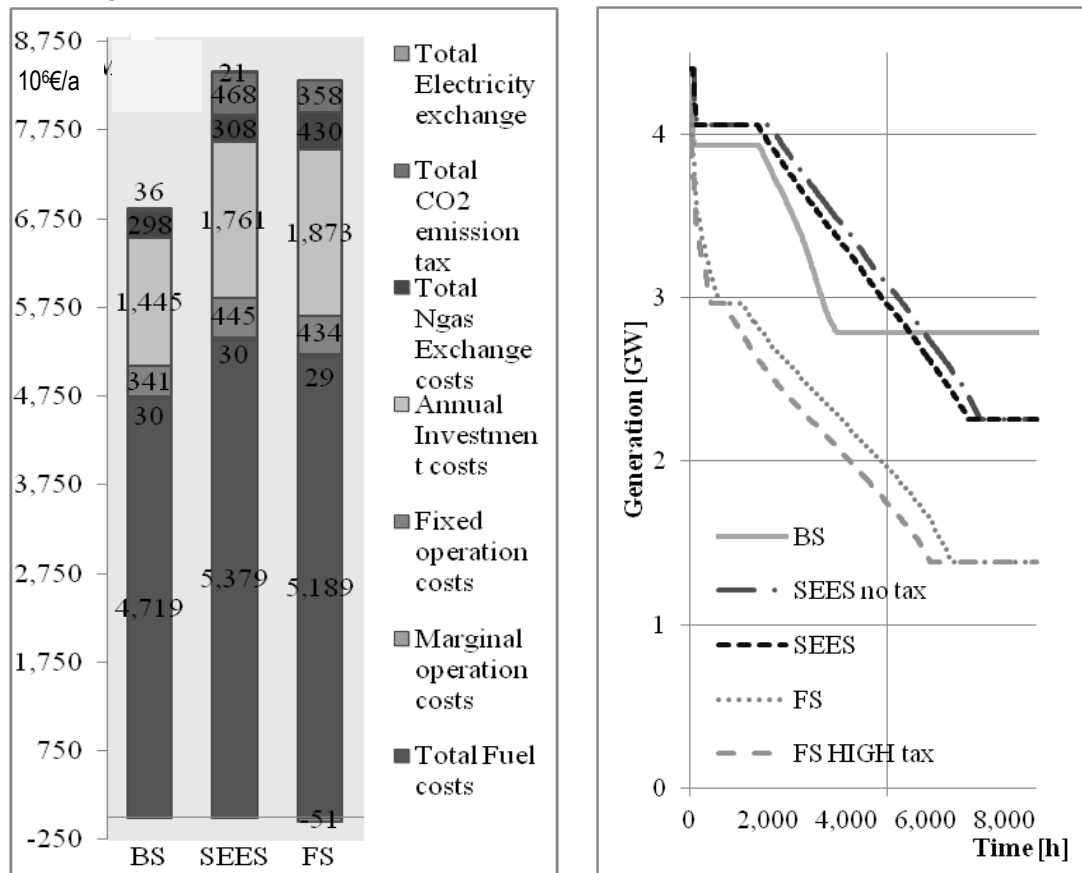 8,750
10⁶€/a
7,750
6,750
5,750
4,750
3,750
2,750
1,750
750
-250
36
298
1,445
341
30
4,719
21
468
308
1,761
445
30
5,379
358
430
1,873
434
29
5,189
-51
BS
SEES
FS
Total
Electricity
exchange
Total
CO2
emission
tax
Total
Ngas
Exchange
costs
Annual
Investmen
t costs
Fixed
operation
costs
Marginal
operation
costs
Total Fuel
costs
Generation [GW]
4
3
2
1
0
BS
SEES no tax
SEES
FS
FS HIGH tax
0
2,000
4,000
6,000
8,000
Time [h]